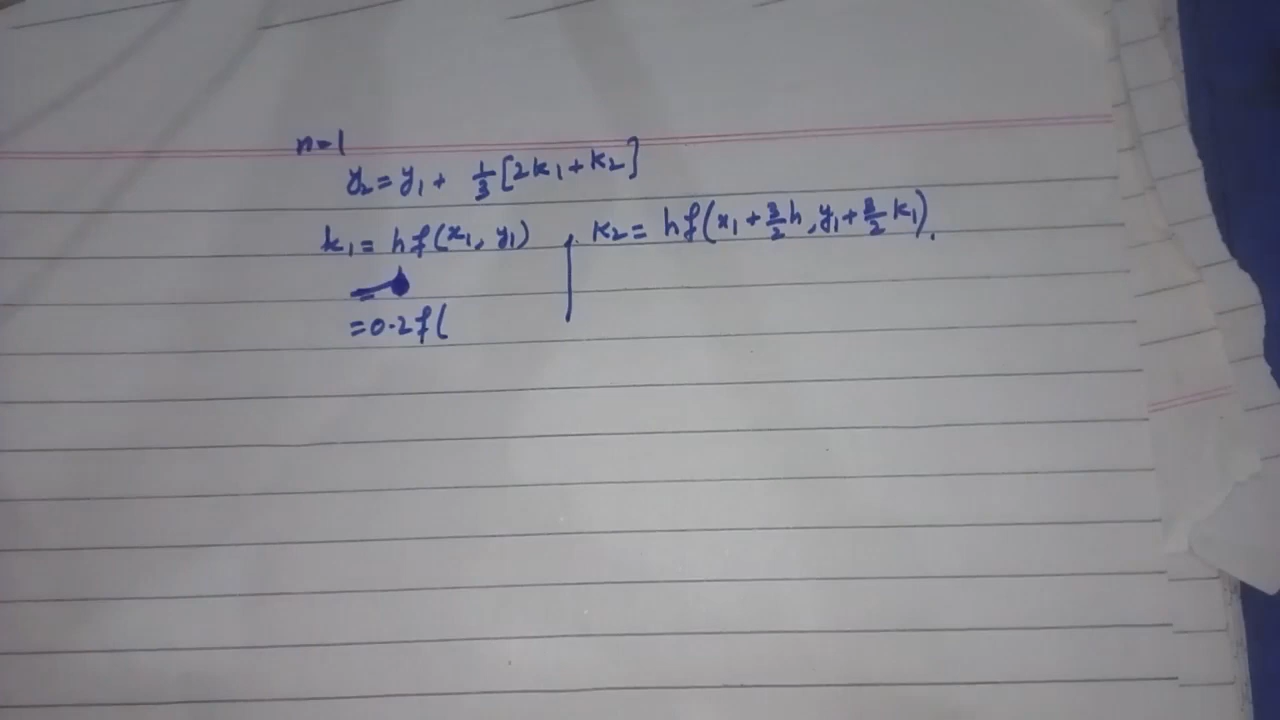 n=1
y₂ = y₁ + 1/3 [2k₁ + k₂]
k₁ = hf(x₁, y₁) k₂ = hf(x₁ + 3/2 h, y₁ + 3/2 k₁).
= 0.2 f(